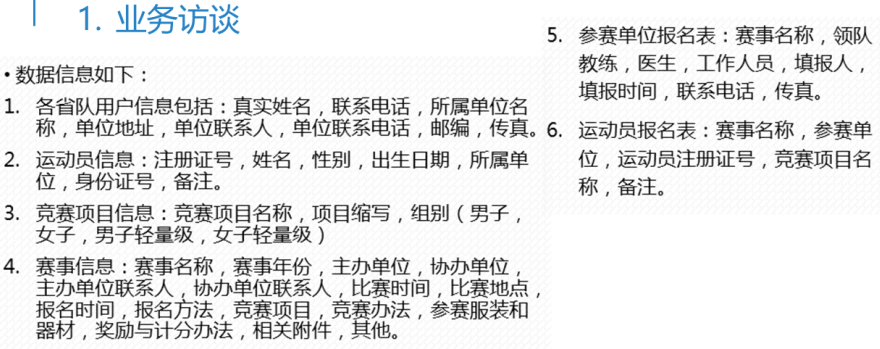 1. 业务访谈
• 数据信息如下：
1. 各省队用户信息包括：真实姓名，联系电话，所属单位名
称，单位地址，单位联系人，单位联系电话，邮编，传真。
2. 运动员信息：注册证号，姓名，性别，出生日期，所属单
位，身份证号，备注。
3. 竞赛项目信息：竞赛项目名称，项目缩写，组别（男子，
女子，男子轻量级，女子轻量级）
4. 赛事信息：赛事名称，赛事年份，主办单位，协办单位，
主办单位联系人，协办单位联系人，比赛时间，比赛地点，
报名时间，报名方法，竞赛项目，竞赛办法，参赛服装和
器材，奖励与计分办法，相关附件，其他。
5. 参赛单位报名表：赛事名称，领队
教练，医生，工作人员，填报人，
填报时间，联系电话，传真。
6. 运动员报名表：赛事名称，参赛单
位，运动员注册证号，竞赛项目名
称，备注。